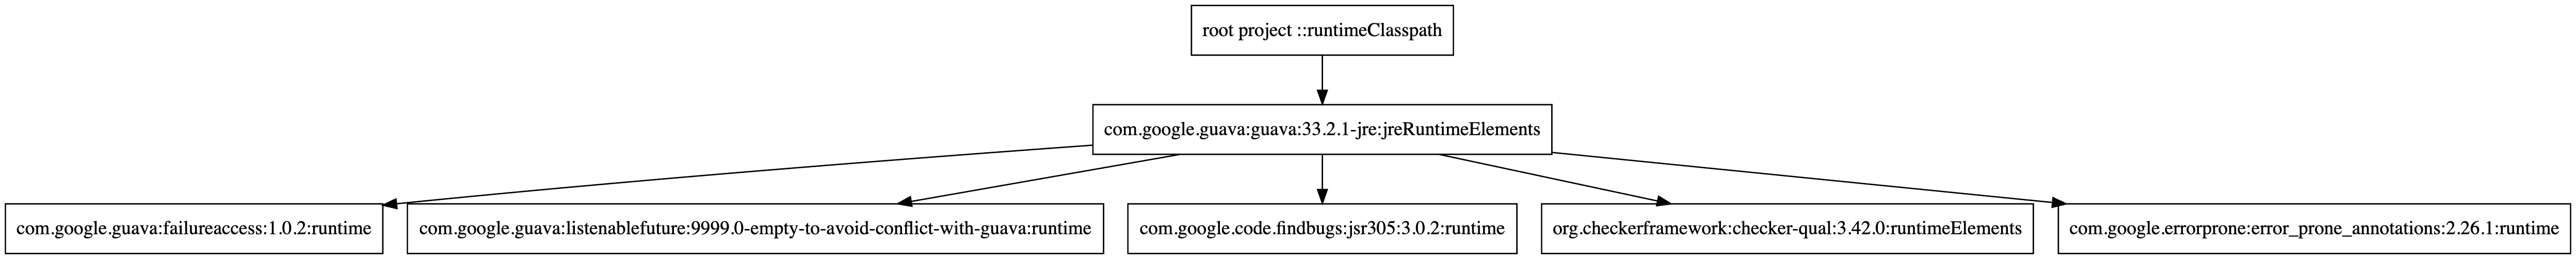 root project ::runtimeClasspath
com.google.guava:guava:33.2.1-jre:jreRuntimeElements
com.google.guava:failureaccess:1.0.2:runtime
com.google.guava:listenablefuture:9999.0-empty-to-avoid-conflict-with-guava:runtime
com.google.code.findbugs:jsr305:3.0.2:runtime
org.checkerframework:checker-qual:3.42.0:runtimeElements
com.google.errorprone:error_prone_annotations:2.26.1:runtime